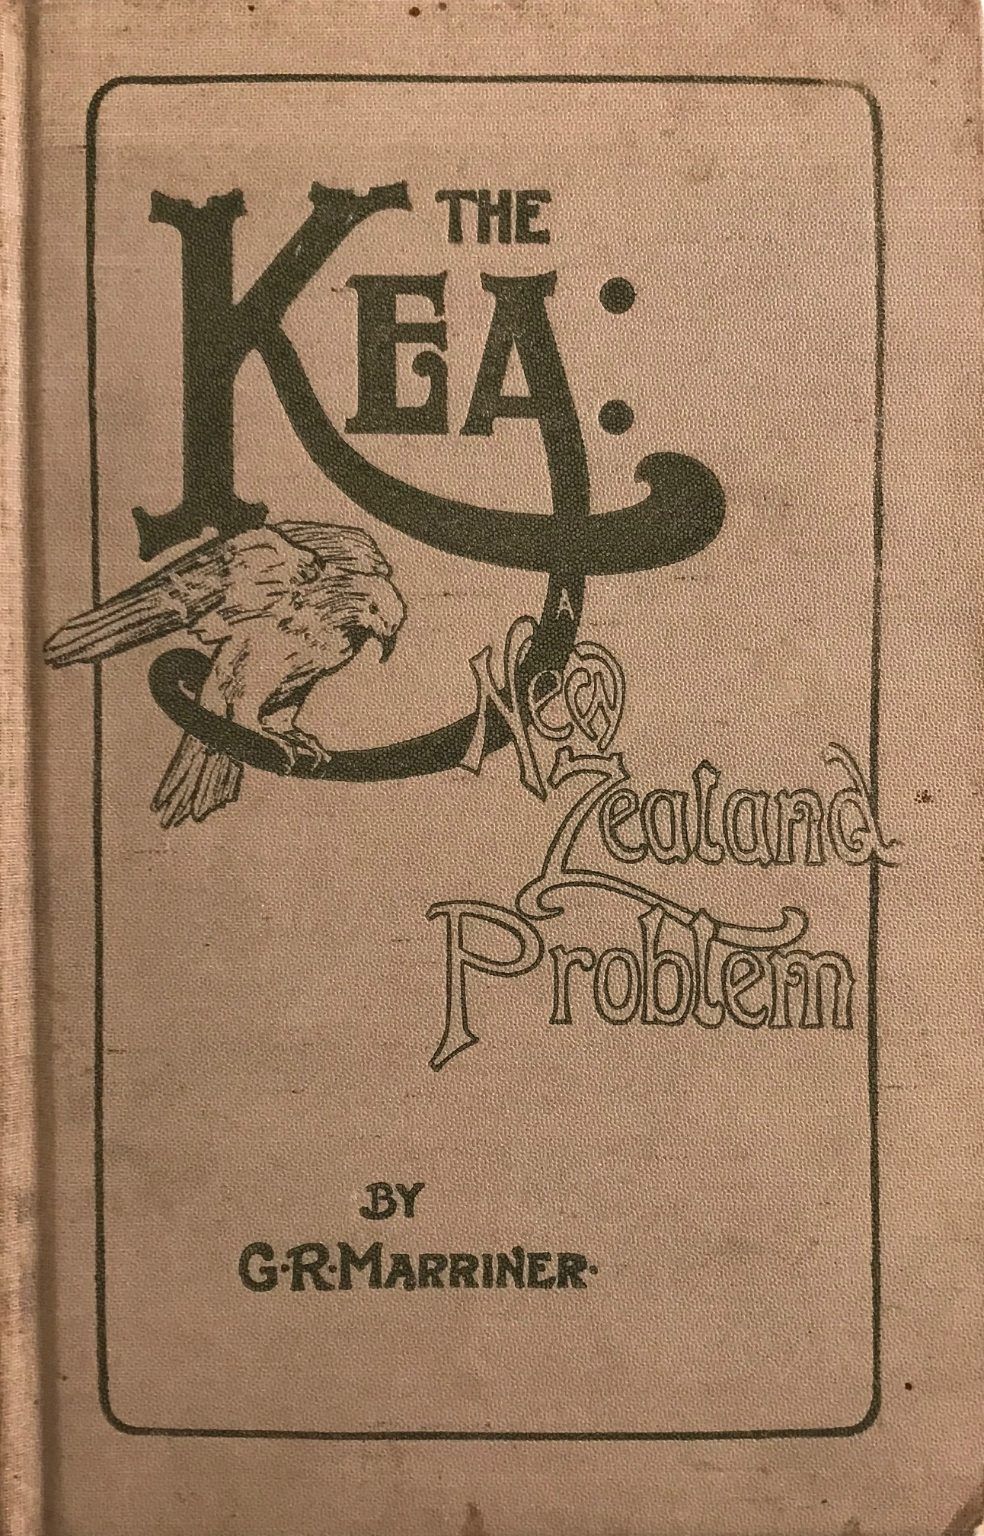 THE
KEA:
A
New
Zealand
Problem
BY
G·R·MARRINER·